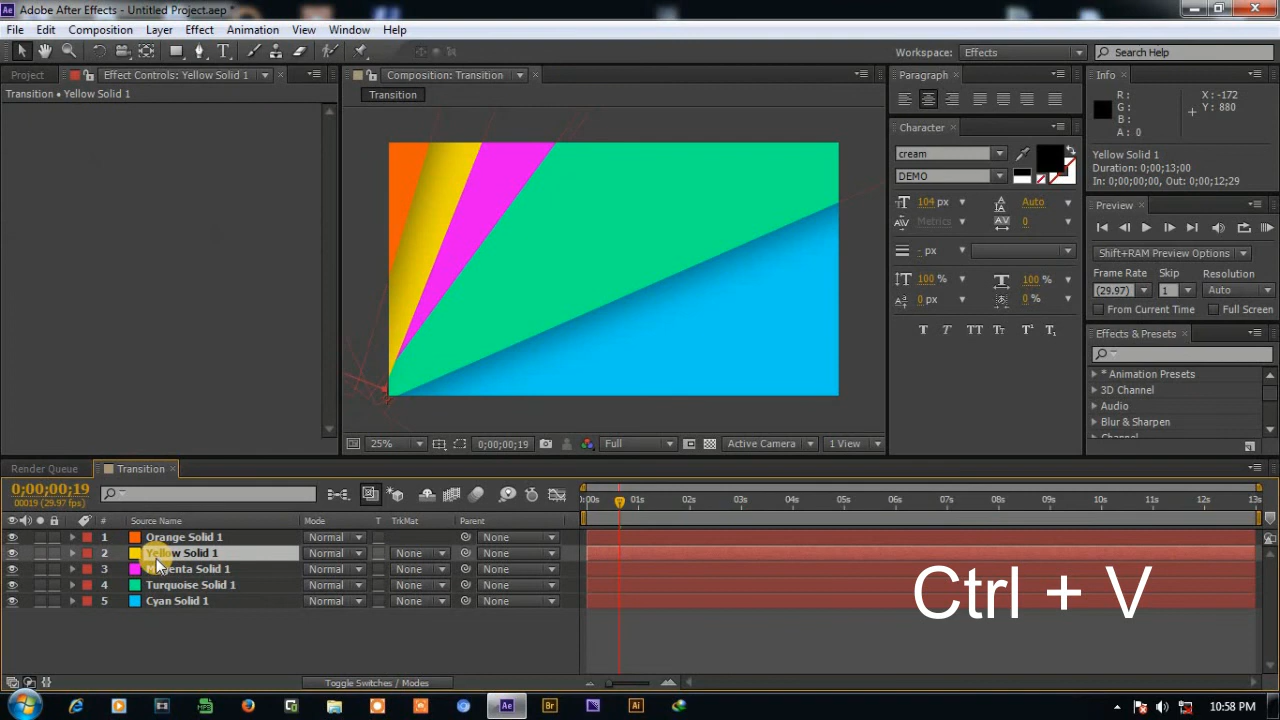 Adobe After Effects - Untitled Project.aep *
File Edit Composition Layer Effect Animation View Window Help
Workspace: Effects Search Help
Project Effect Controls: Yellow Solid 1 Composition: Transition Paragraph Info
Transition • Yellow Solid 1
Transition
R :
G :
B :
A : 0
X : -172
Y : 880
Character
cream
DEMO
Yellow Solid 1
Duration: 0;00;13;00
In: 0;00;00;00, Out: 0;00;12;29
104 px Auto
Metrics 0
- px
100 % 100 %
0 px 0 %
T T TT Tт T¹ T₁
Preview
Shift+RAM Preview Options
Frame Rate Skip Resolution
(29.97) 1 Auto
From Current Time Full Screen
Effects & Presets
* Animation Presets
3D Channel
Audio
Blur & Sharpen
Channel
25% 0;00;00;19 Full Active Camera 1 View
Render Queue Transition
0;00;00;19
00019 (29.97 fps)
:00s 01s 02s 03s 04s 05s 06s 07s 08s 09s 10s 11s 12s 13s
# Source Name Mode T TrkMat Parent
1 Orange Solid 1 Normal None
2 Yellow Solid 1 Normal None None
3 Magenta Solid 1 Normal None None
4 Turquoise Solid 1 Normal None None
5 Cyan Solid 1 Normal None None
Ctrl + V
Toggle Switches / Modes
Ae Br Ai
10:58 PM